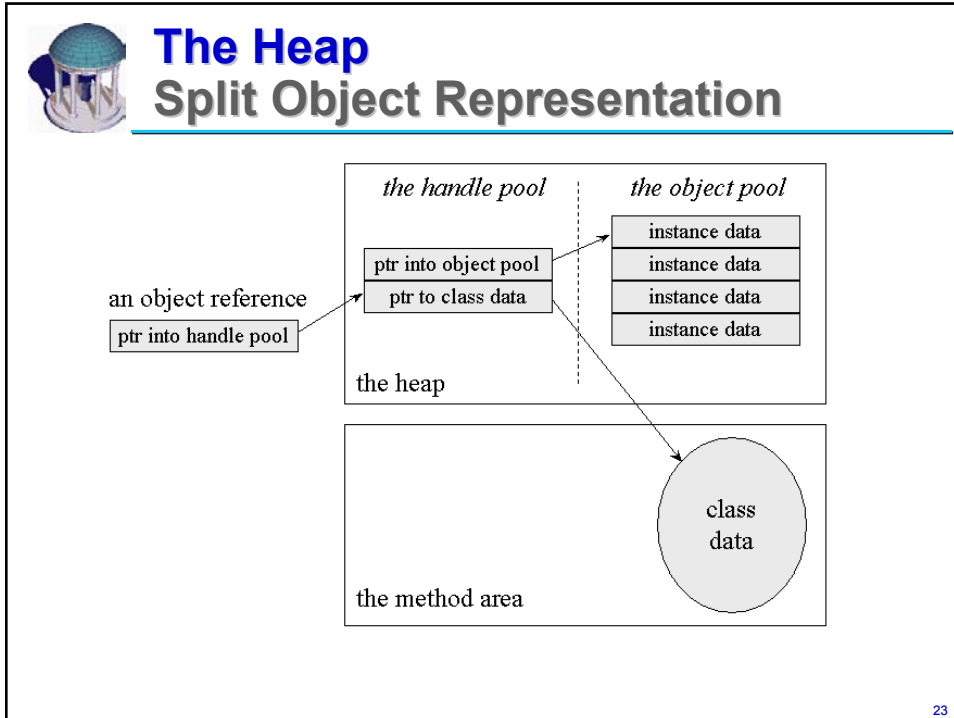 The Heap
Split Object Representation
the handle pool
the object pool
instance data
ptr into object pool
instance data
an object reference
ptr to class data
instance data
ptr into handle pool
instance data
the heap
class
data
the method area
23